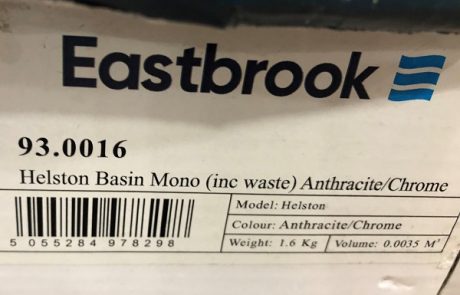 Eastbrook
93.0016
Helston Basin Mono (inc waste) Anthracite/Chrome
Model: Helston
Colour: Anthracite/Chrome
Weight: 1.6 Kg Volume: 0.0035 M³
5 055284 978298